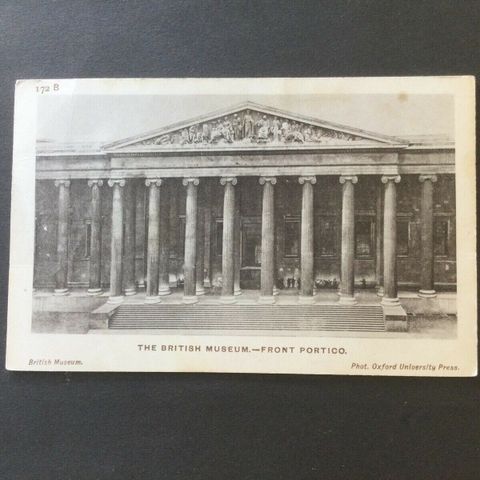 172 B
THE BRITISH MUSEUM.—FRONT PORTICO.
British Museum.
Phot. Oxford University Press.